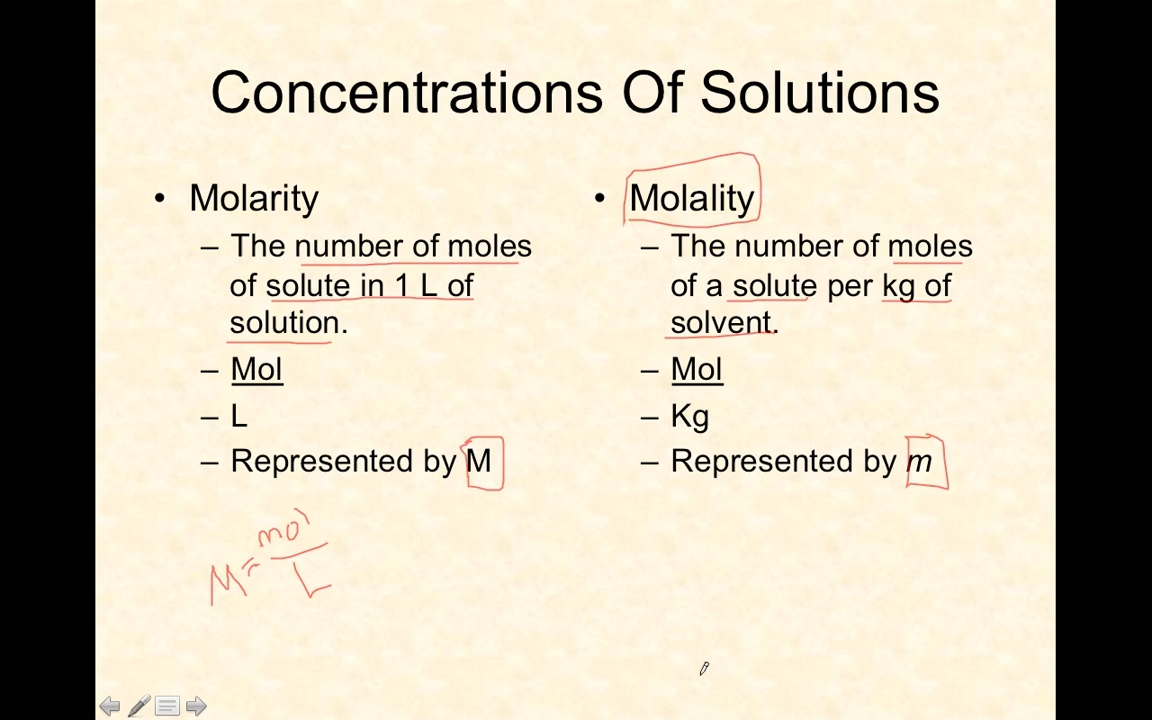 Concentrations Of Solutions
• Molarity
– The number of moles
of solute in 1 L of
solution.
– Mol
– L
– Represented by M
M = mol
L
• Molality
– The number of moles
of a solute per kg of
solvent.
– Mol
– Kg
– Represented by m